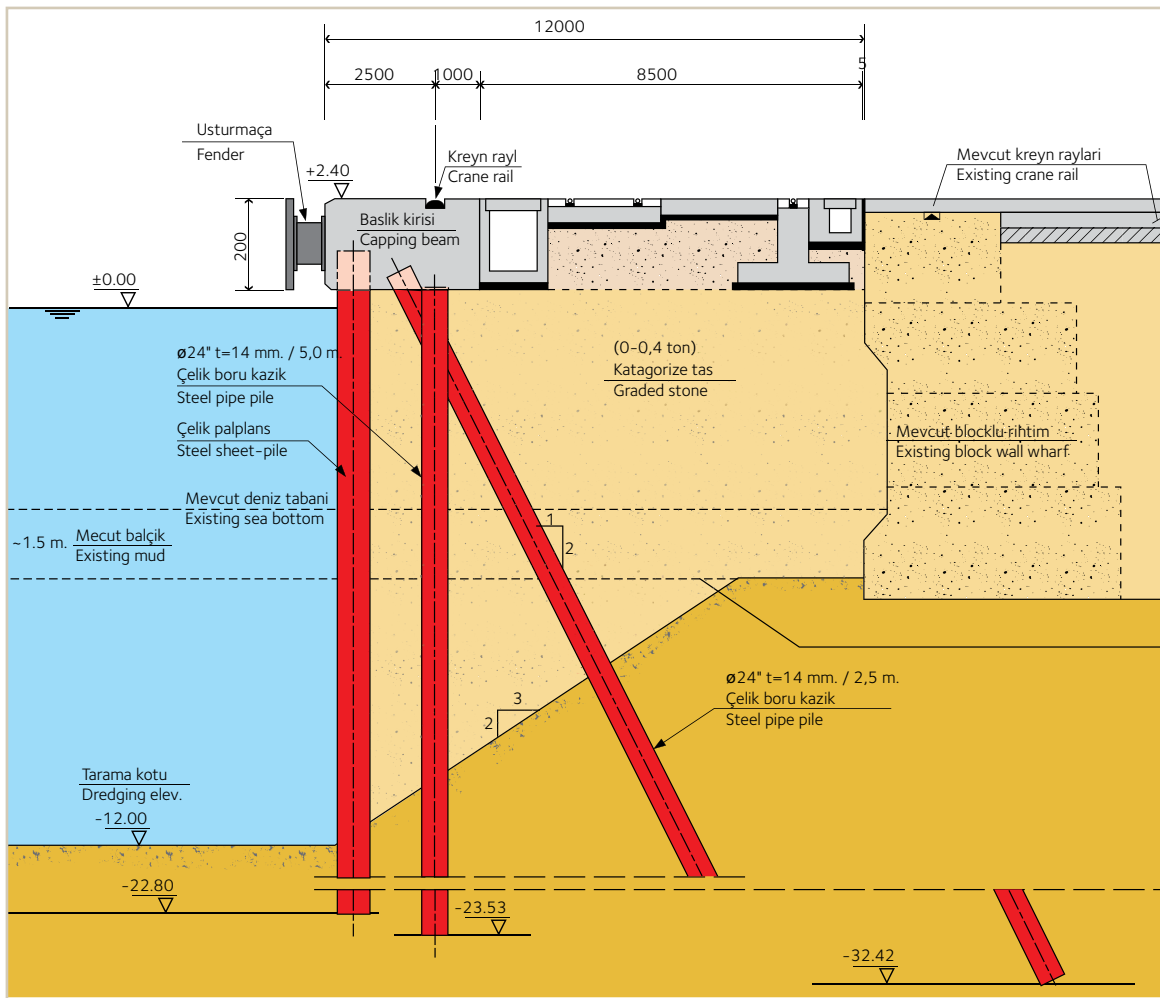 12000
2500
1000
8500
5
Usturmaça
Fender
+2.40
Kreyn rayl
Crane rail
Mevcut kreyn raylari
Existing crane rail
Baslik kirisi
Capping beam
200
±0.00
ø24" t=14 mm. / 5,0 m.
Çelik boru kazik
Steel pipe pile
(0-0,4 ton)
Katagorize tas
Graded stone
Çelik palplans
Steel sheet-pile
Mevcut blocklu rihtim
Existing block wall wharf
Mevcut deniz tabani
Existing sea bottom
~1.5 m. Mecut balçik
Existing mud
1
2
ø24" t=14 mm. / 2,5 m.
Çelik boru kazik
Steel pipe pile
3
2
Tarama kotu
Dredging elev.
-12.00
-22.80
-23.53
-32.42